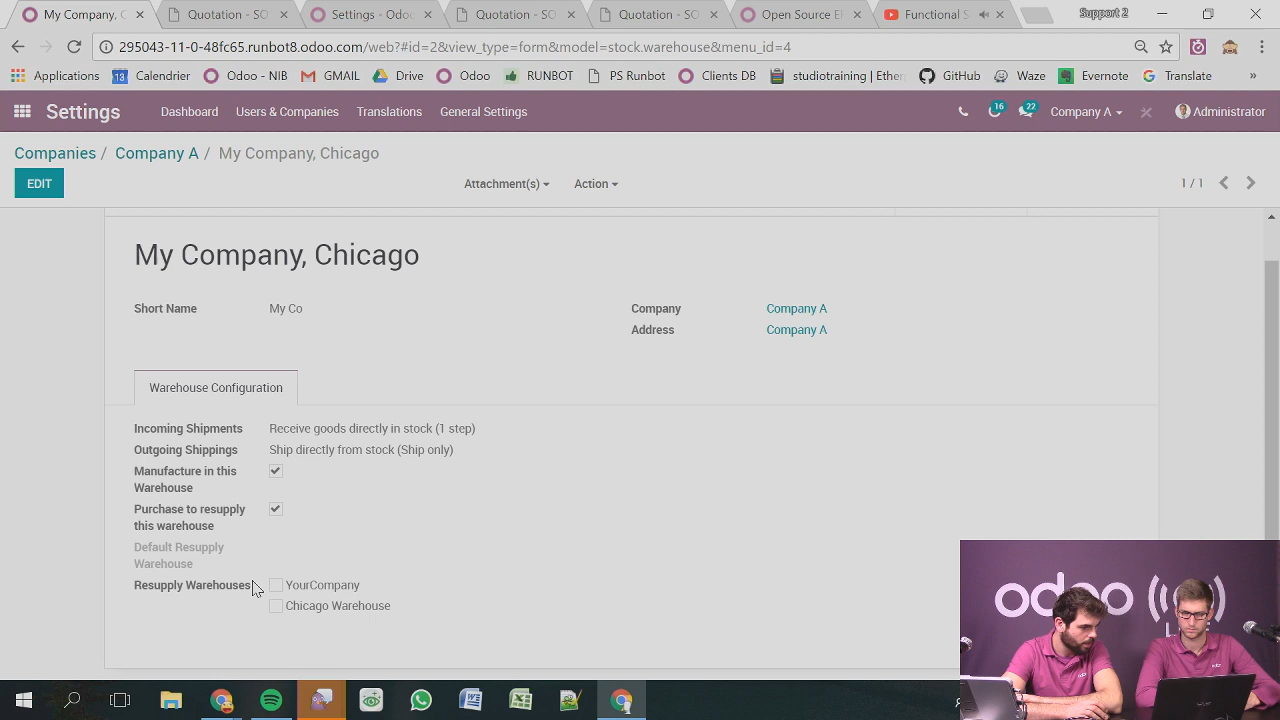 My Company, C
Quotation - SO
Settings - Odoo
Quotation - SO
Quotation - SO
Open Source E
Functional S
Support 2
295043-11-0-48fc65.runbot8.odoo.com/web?#id=2&view_type=form&model=stock.warehouse&menu_id=4
Applications
13
Calendrier
Odoo - NIB
GMAIL
Drive
Odoo
RUNBOT
PS Runbot
Clients DB
studiotraining | Ether
GitHub
Waze
Evernote
Translate
»
Settings
Dashboard
Users & Companies
Translations
General Settings
16
22
Company A
Administrator
Companies / Company A / My Company, Chicago
EDIT
Attachment(s)
Action
1 / 1
My Company, Chicago
Short Name
My Co
Company
Company A
Address
Company A
Warehouse Configuration
Incoming Shipments
Receive goods directly in stock (1 step)
Outgoing Shippings
Ship directly from stock (Ship only)
Manufacture in this
Warehouse
Purchase to resupply
this warehouse
Default Resupply
Warehouse
Resupply Warehouses
YourCompany
Chicago Warehouse
odoo